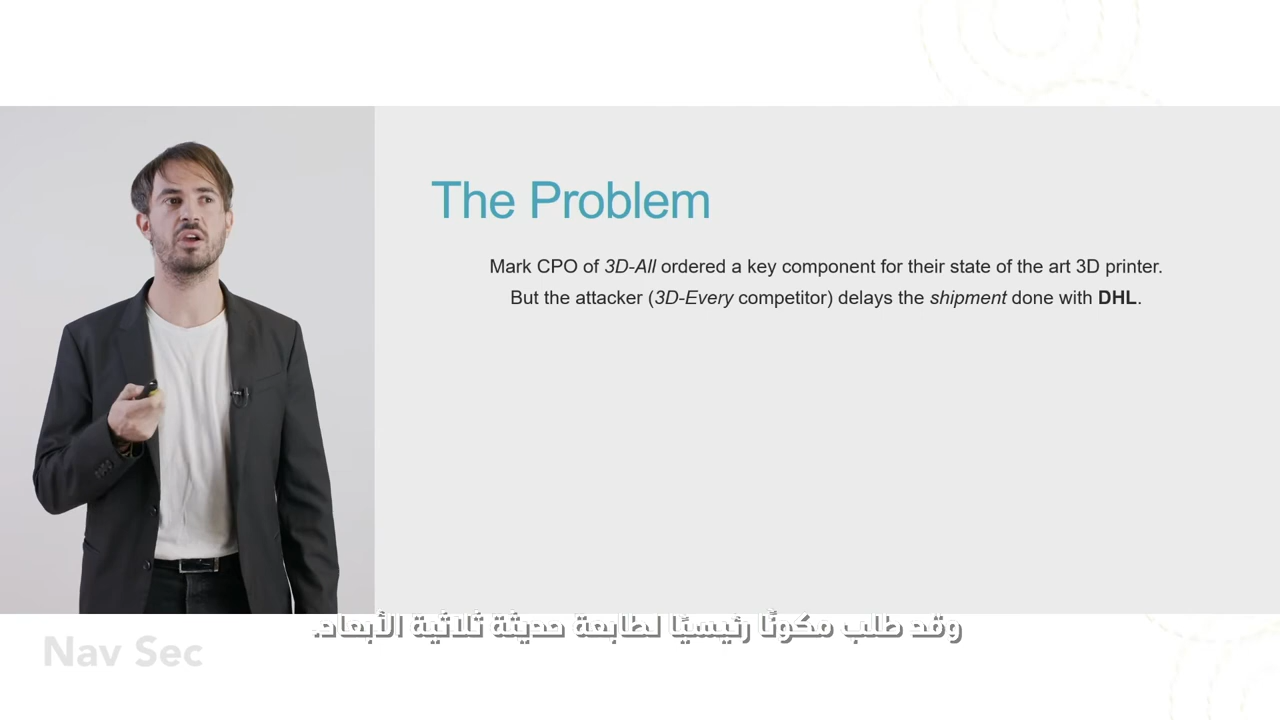 The Problem
Mark CPO of 3D-All ordered a key component for their state of the art 3D printer.
But the attacker (3D-Every competitor) delays the shipment done with DHL.
وقد طلب مكونًا رئيسيًا لطابعة حديثة ثلاثية الأبعاد.
Nav Sec